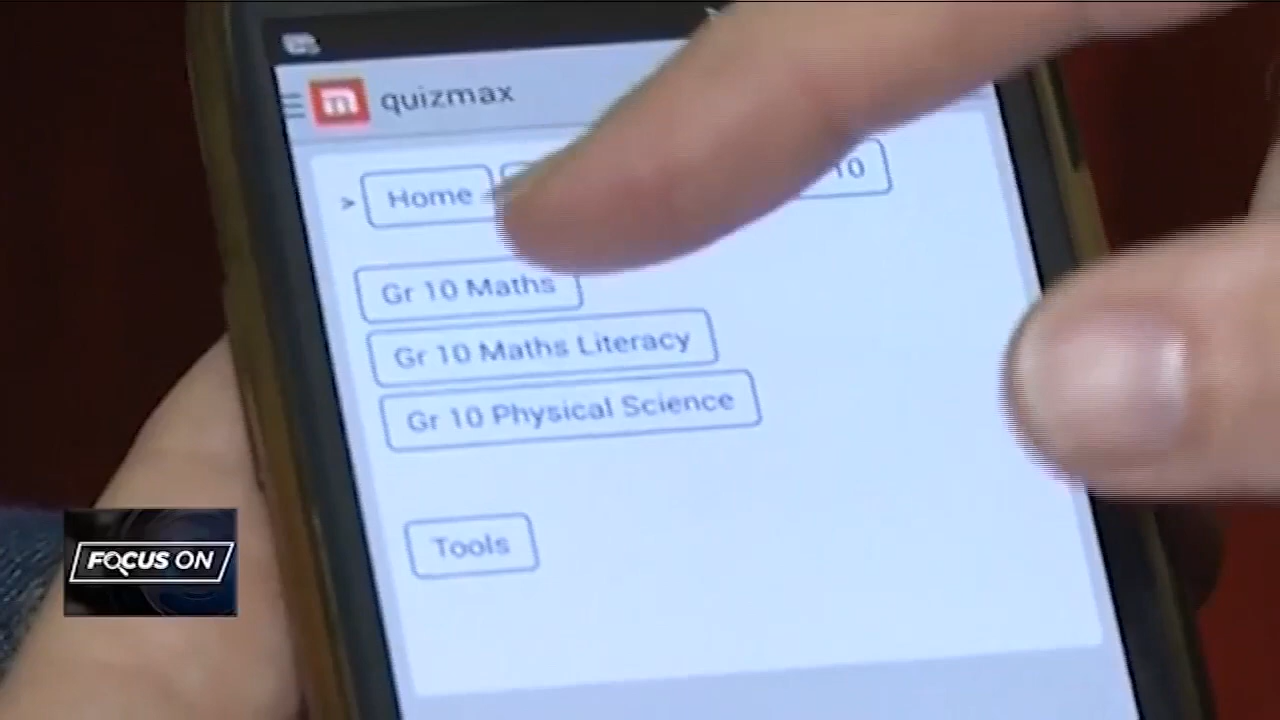 m quizmax
> Home 10
Gr 10 Maths
Gr 10 Maths Literacy
Gr 10 Physical Science
Tools
FOCUS ON